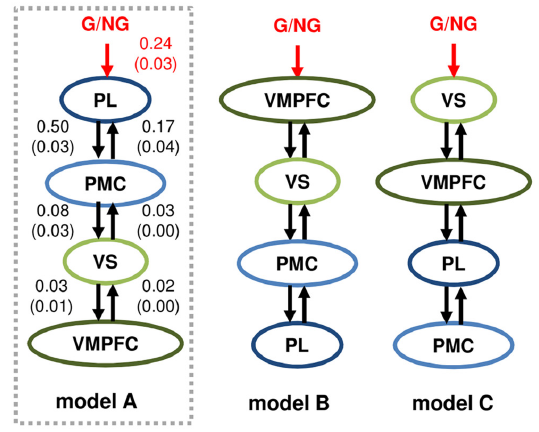 G/NG
0.24
(0.03)
PL
0.50
(0.03)
0.17
(0.04)
PMC
0.08
(0.03)
0.03
(0.00)
VS
0.03
(0.01)
0.02
(0.00)
VMPFC
model A
G/NG
VMPFC
VS
PMC
PL
model B
G/NG
VS
VMPFC
PL
PMC
model C